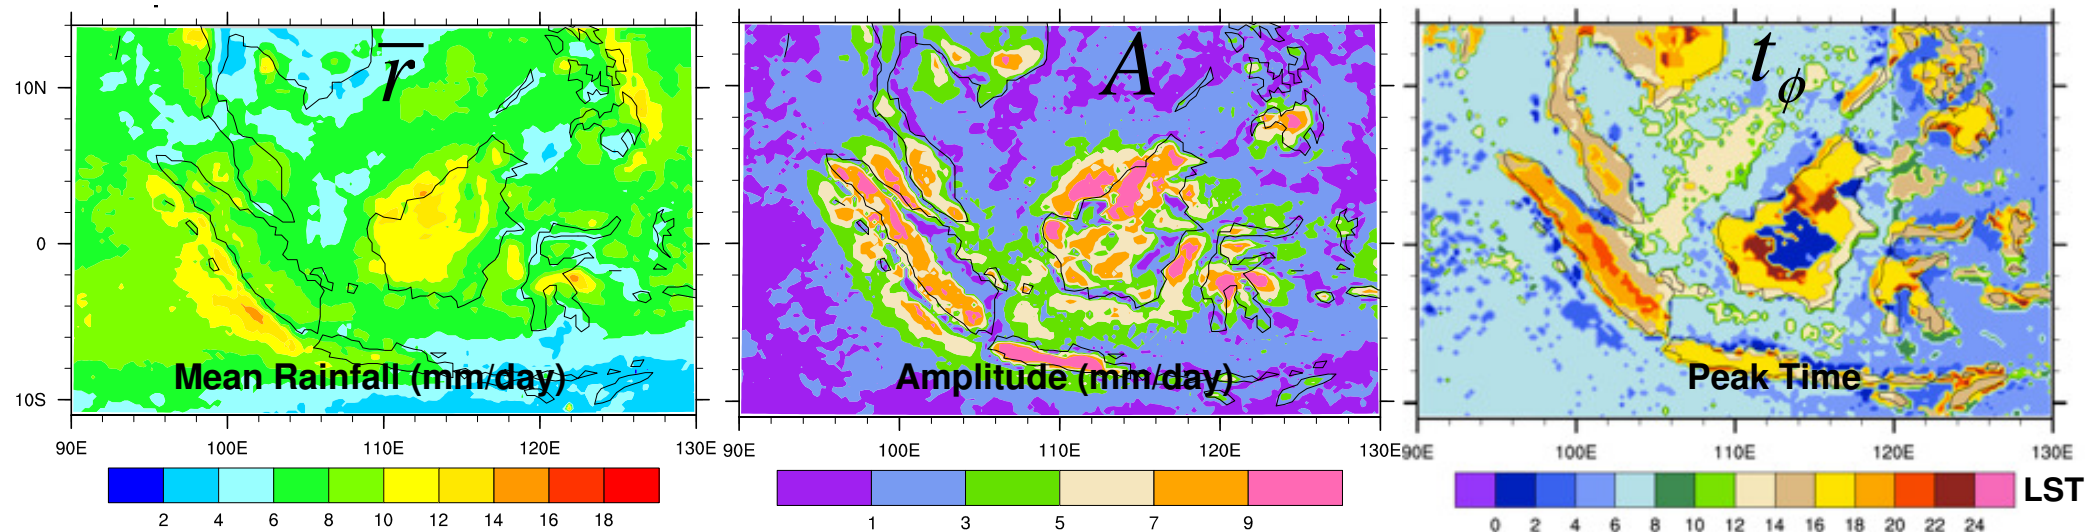 r̅ A t_ϕ
10N
0
10S
Mean Rainfall (mm/day) Amplitude (mm/day) Peak Time
90E 100E 110E 120E 130E 90E 100E 110E 120E 130E 90E 100E 110E 120E 130E
2 4 6 8 10 12 14 16 18
1 3 5 7 9
0 2 4 6 8 10 12 14 16 18 20 22 24 LST